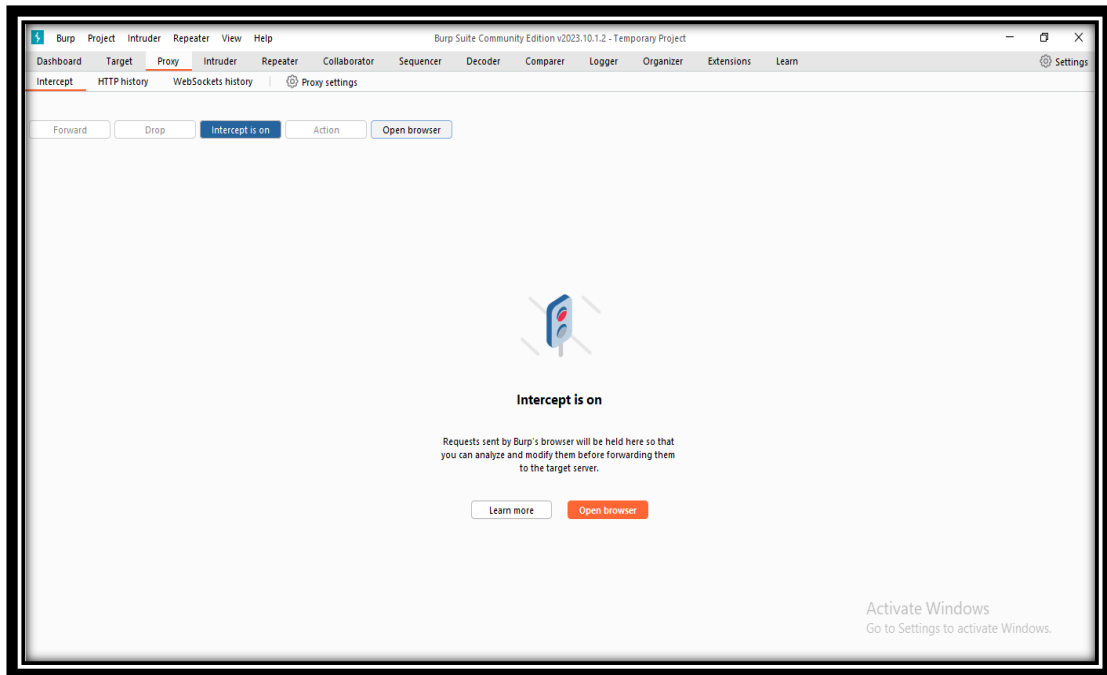 Burp Project Intruder Repeater View Help Burp Suite Community Edition v2023.10.1.2 - Temporary Project
Dashboard Target Proxy Intruder Repeater Collaborator Sequencer Decoder Comparer Logger Organizer Extensions Learn Settings
Intercept HTTP history WebSockets history Proxy settings
Forward Drop Intercept is on Action Open browser
Intercept is on
Requests sent by Burp's browser will be held here so that
you can analyze and modify them before forwarding them
to the target server.
Learn more Open browser
Activate Windows
Go to Settings to activate Windows.